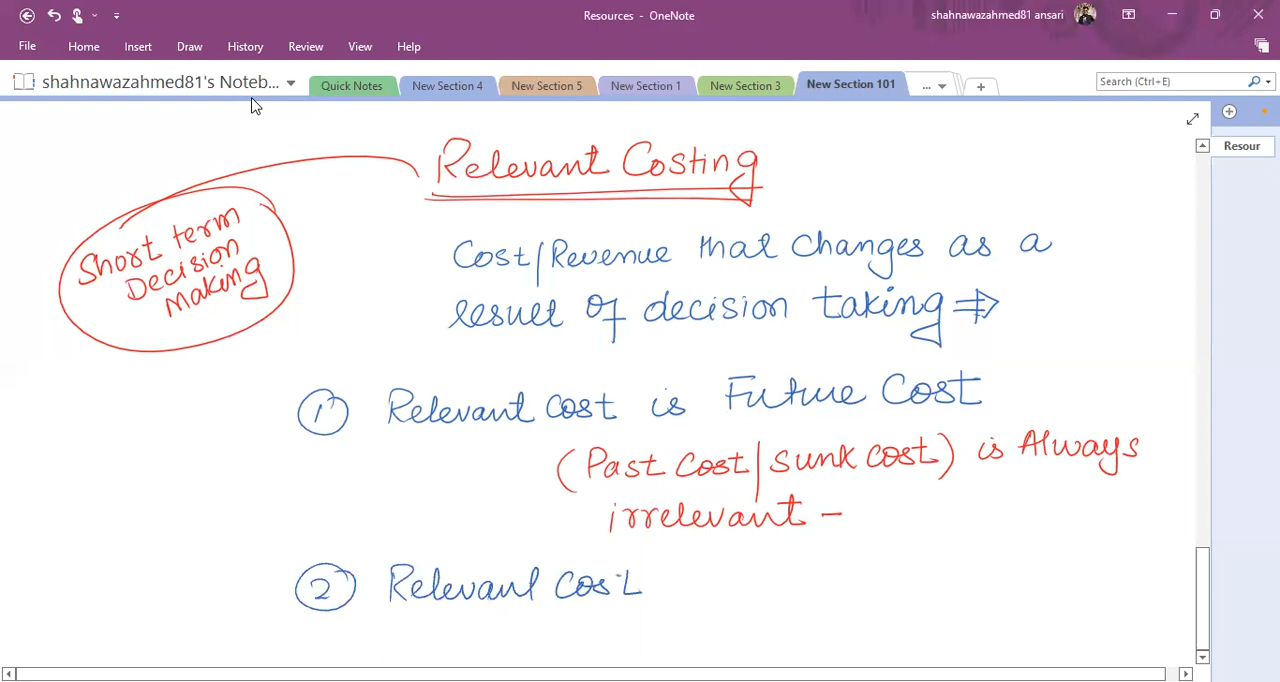 Resources - OneNote
shahnawazahmed81 ansari
File Home Insert Draw History Review View Help
shahnawazahmed81's Noteb...
Quick Notes New Section 4 New Section 5 New Section 1 New Section 3 New Section 101 ...
Search (Ctrl+E)
Resour
Relevant Costing
Short term
Decision
Making
Cost/Revenue that changes as a
result of decision taking ⇒
① Relevant cost is Future Cost
(Past Cost/sunk cost) is Always
irrelevant -
② Relevant Cost